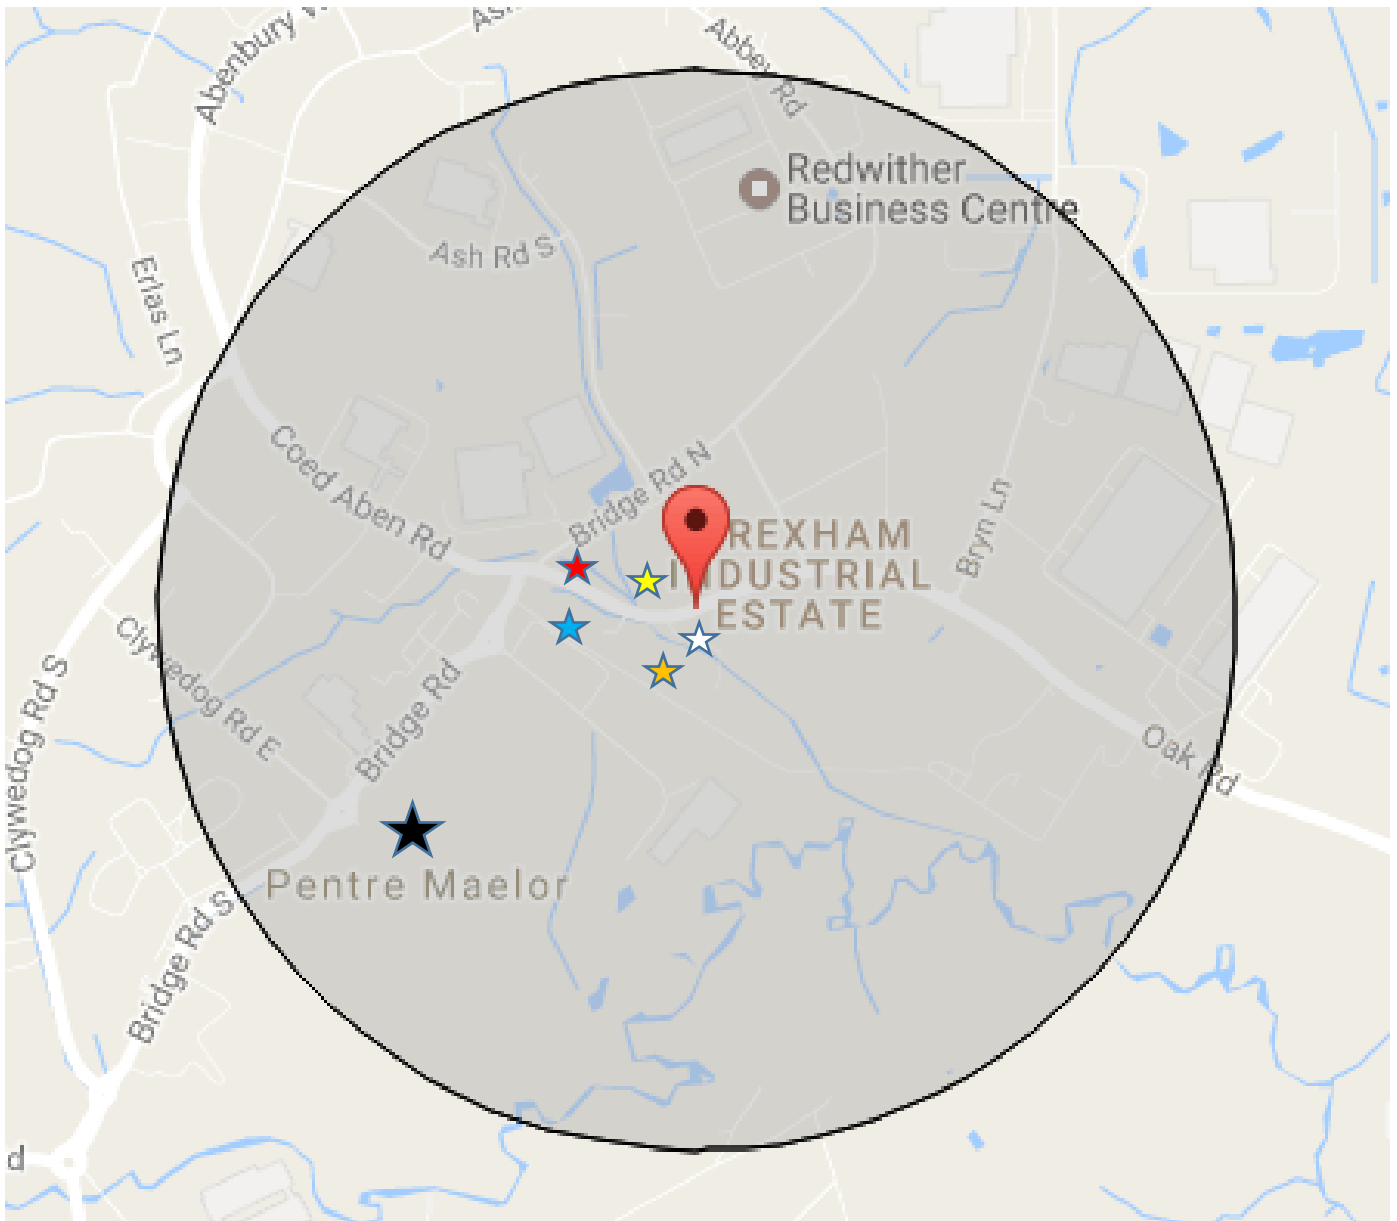 Abenbury
Abbey Rd
Redwither
Business Centre
Ash Rd S
Erlas Ln
Coed Aben Rd
Bridge Rd N
REXHAM
INDUSTRIAL
ESTATE
Bryn Ln
Clywedog Rd E
Clywedog Rd S
Bridge Rd
Oak Rd
Pentre Maelor
Bridge Rd S
d